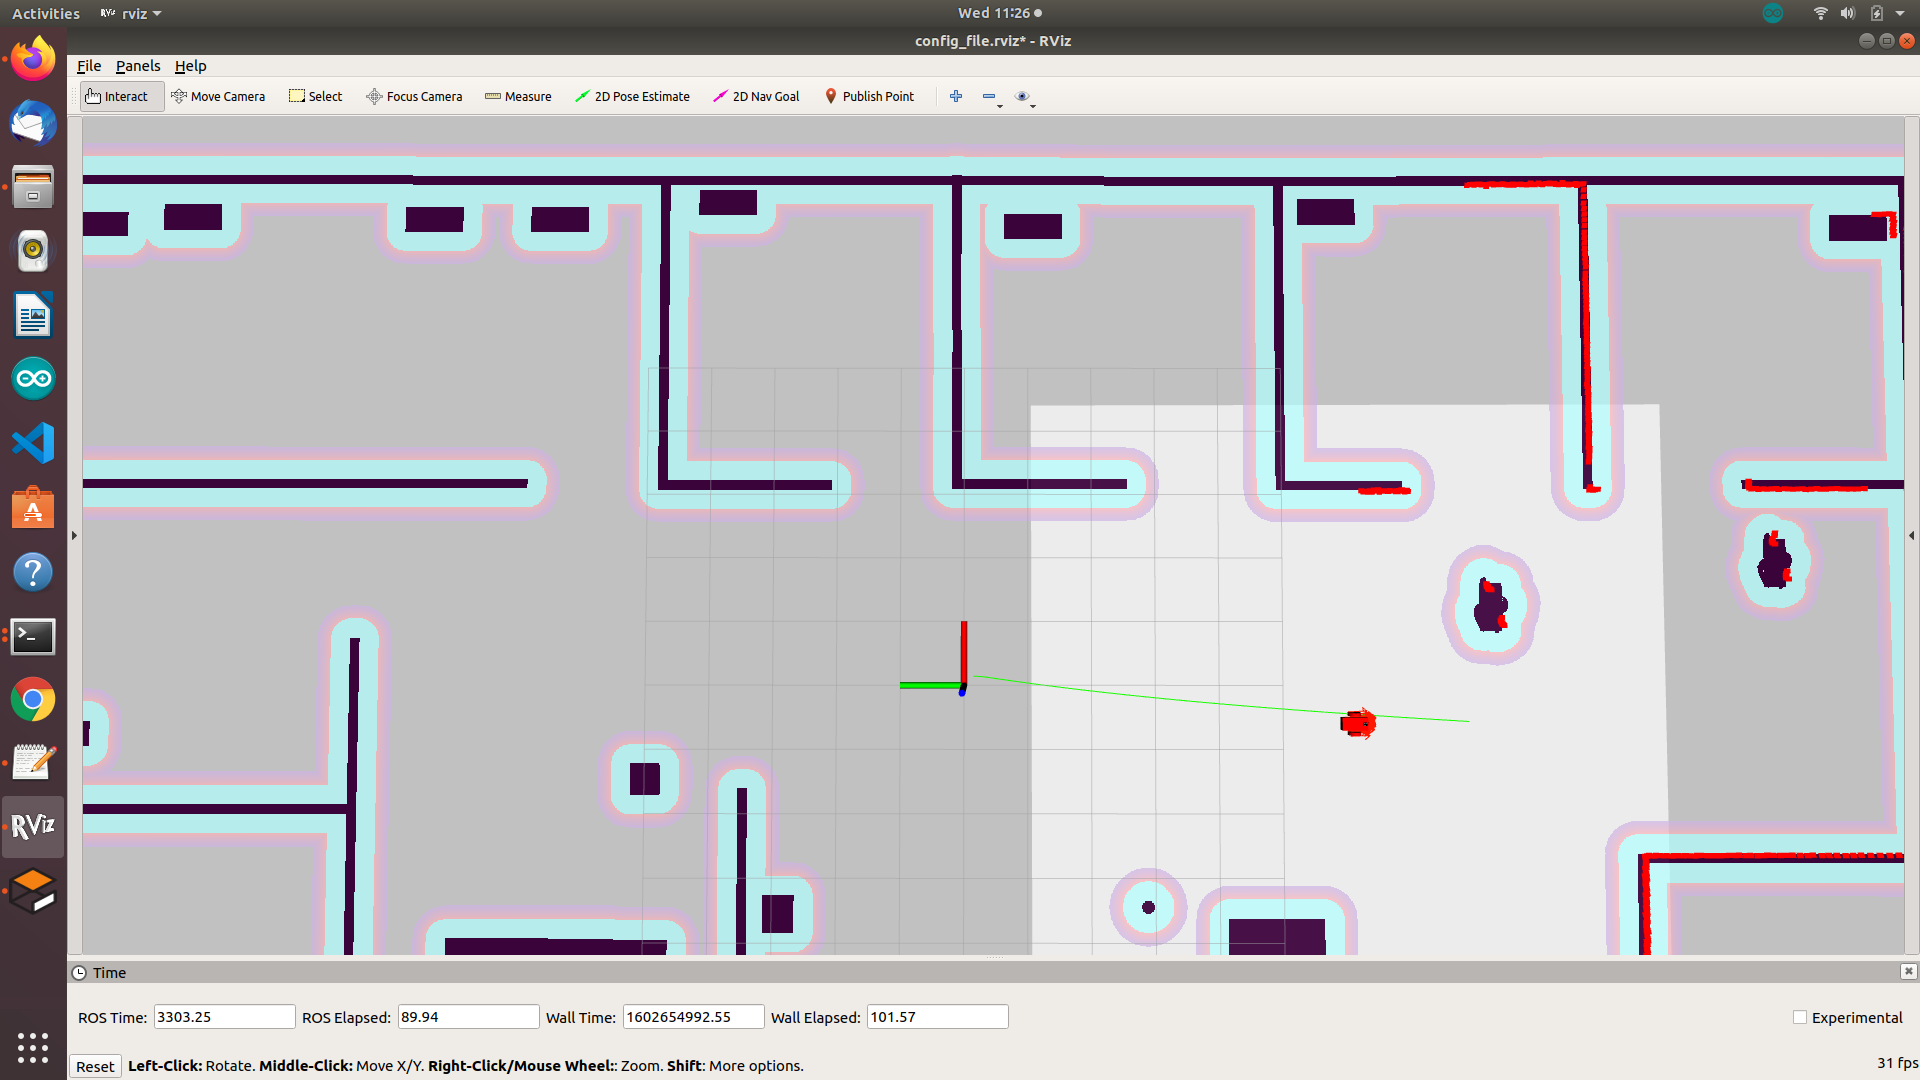 Activities
rviz
Wed 11:26
config_file.rviz* - RViz
File Panels Help
Interact Move Camera Select Focus Camera Measure 2D Pose Estimate 2D Nav Goal Publish Point
RViz
Time
ROS Time: 3303.25 ROS Elapsed: 89.94 Wall Time: 1602654992.55 Wall Elapsed: 101.57 Experimental
Reset Left-Click: Rotate. Middle-Click: Move X/Y. Right-Click/Mouse Wheel:: Zoom. Shift: More options. 31 fps